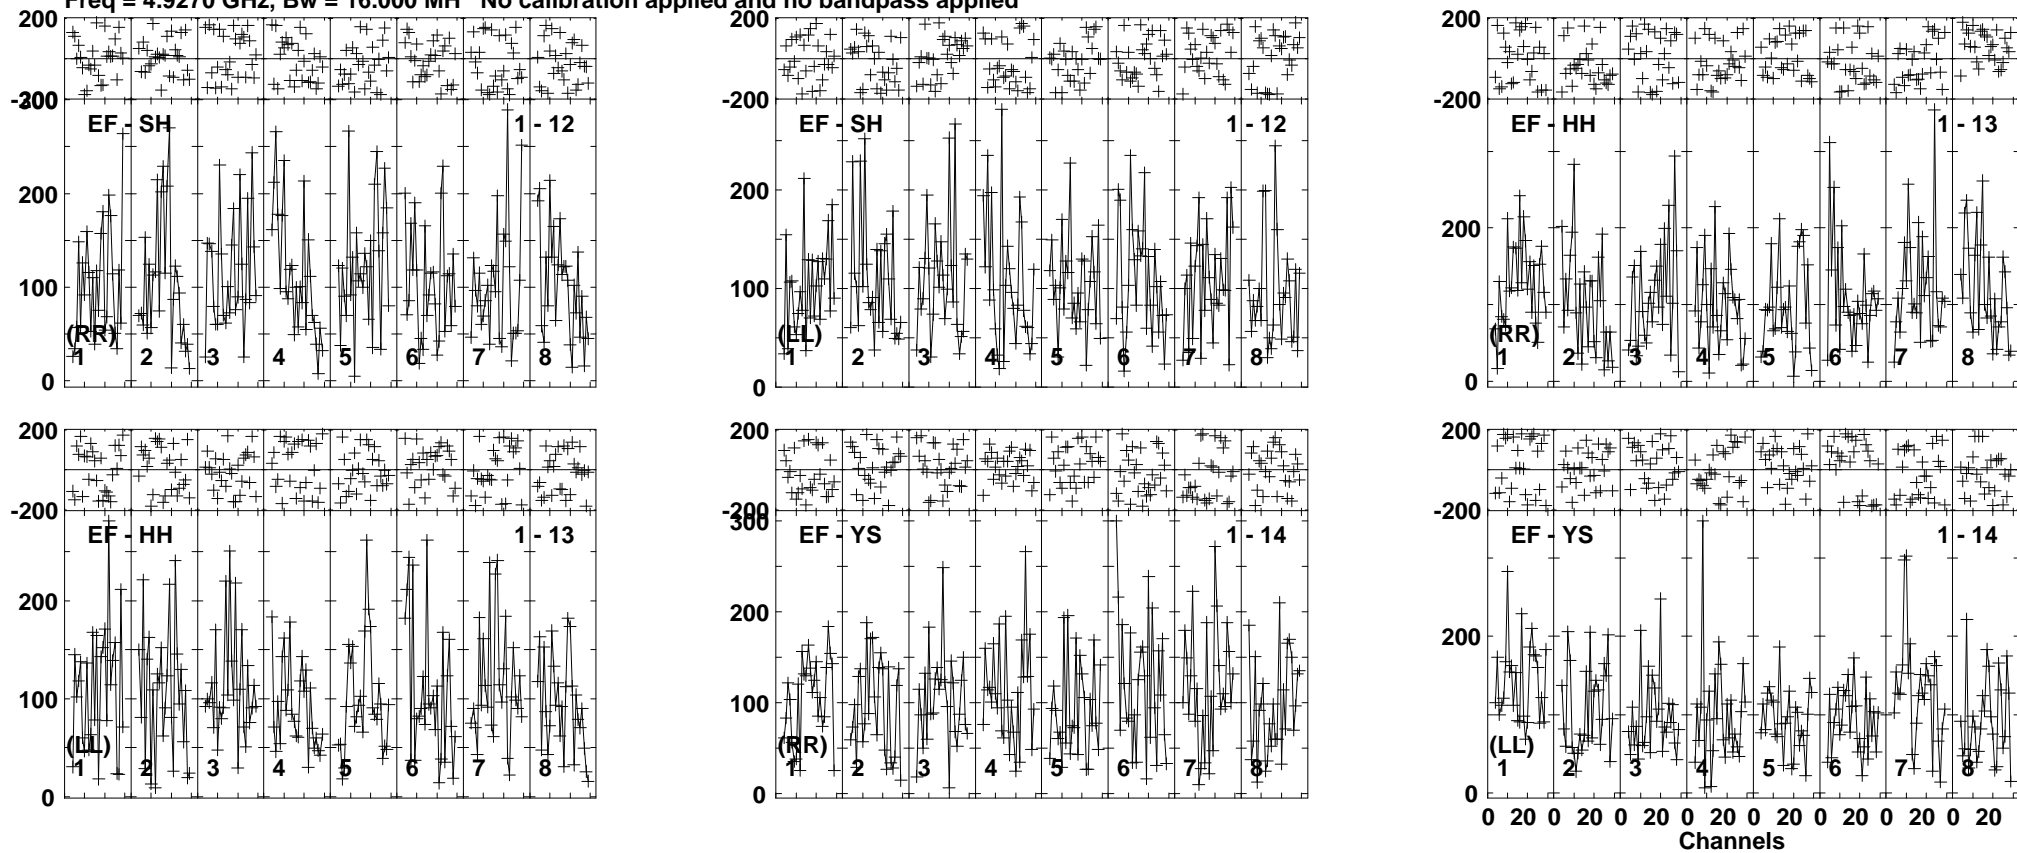 Freq = 4.9270 GHz, Bw = 16.000 MH No calibration applied and no bandpass applied
200 200 200
-200 -200 -200
300
EF - SH 1 - 12 EF - SH 1 - 12 EF - HH 1 - 13
200 200 200
100 100
(RR) (LL) (RR)
1 2 3 4 5 6 7 8 1 2 3 4 5 6 7 8 1 2 3 4 5 6 7 8
0 0 0
200 200 200
-200 -200 -200
300
EF - HH 1 - 13 EF - YS 1 - 14 EF - YS 1 - 14
200 200 200
100 100
(LL) (RR) (LL)
1 2 3 4 5 6 7 8 1 2 3 4 5 6 7 8 1 2 3 4 5 6 7 8
0 0 0
0 20 0 20 0 20 0 20 0 20 0 20 0 20 0 20
Channels